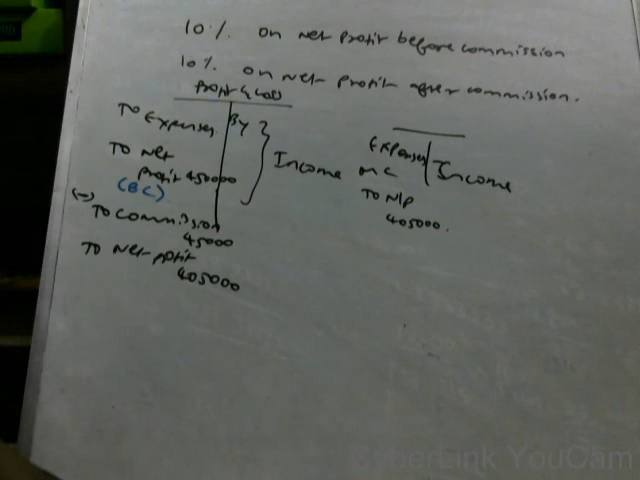 10%. on Net Profit before commission
10% on Net Profit after commission.
Profit & Loss
To Expenses
By
To Net
Profit 450000
(BC)
Income
(-)
To commission
45000
To Net profit
405000
Expenses
Income
MC
To N/p
405000.
CyberLink YouCam